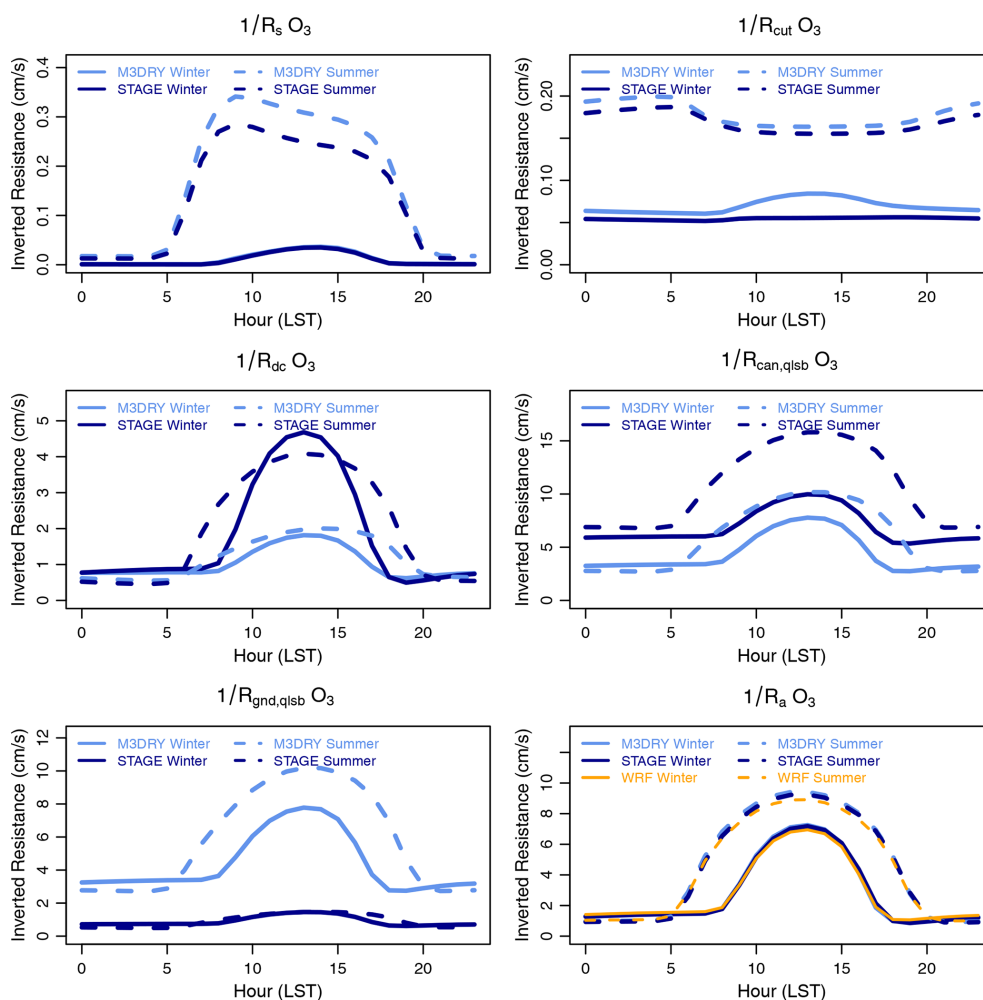 1/Rs O3
Inverted Resistance (cm/s)
0.0 0.1 0.2 0.3 0.4
M3DRY Winter M3DRY Summer
STAGE Winter STAGE Summer
0 5 10 15 20
Hour (LST)
1/Rcut O3
Inverted Resistance (cm/s)
0.00 0.10 0.20
M3DRY Winter M3DRY Summer
STAGE Winter STAGE Summer
0 5 10 15 20
Hour (LST)
1/Rdc O3
Inverted Resistance (cm/s)
0 1 2 3 4 5
M3DRY Winter M3DRY Summer
STAGE Winter STAGE Summer
0 5 10 15 20
Hour (LST)
1/Rcan,qlsb O3
Inverted Resistance (cm/s)
0 5 10 15
M3DRY Winter M3DRY Summer
STAGE Winter STAGE Summer
0 5 10 15 20
Hour (LST)
1/Rgnd,qlsb O3
Inverted Resistance (cm/s)
0 2 4 6 8 10 12
M3DRY Winter M3DRY Summer
STAGE Winter STAGE Summer
0 5 10 15 20
Hour (LST)
1/Ra O3
Inverted Resistance (cm/s)
0 2 4 6 8 10
M3DRY Winter M3DRY Summer
STAGE Winter STAGE Summer
WRF Winter WRF Summer
0 5 10 15 20
Hour (LST)